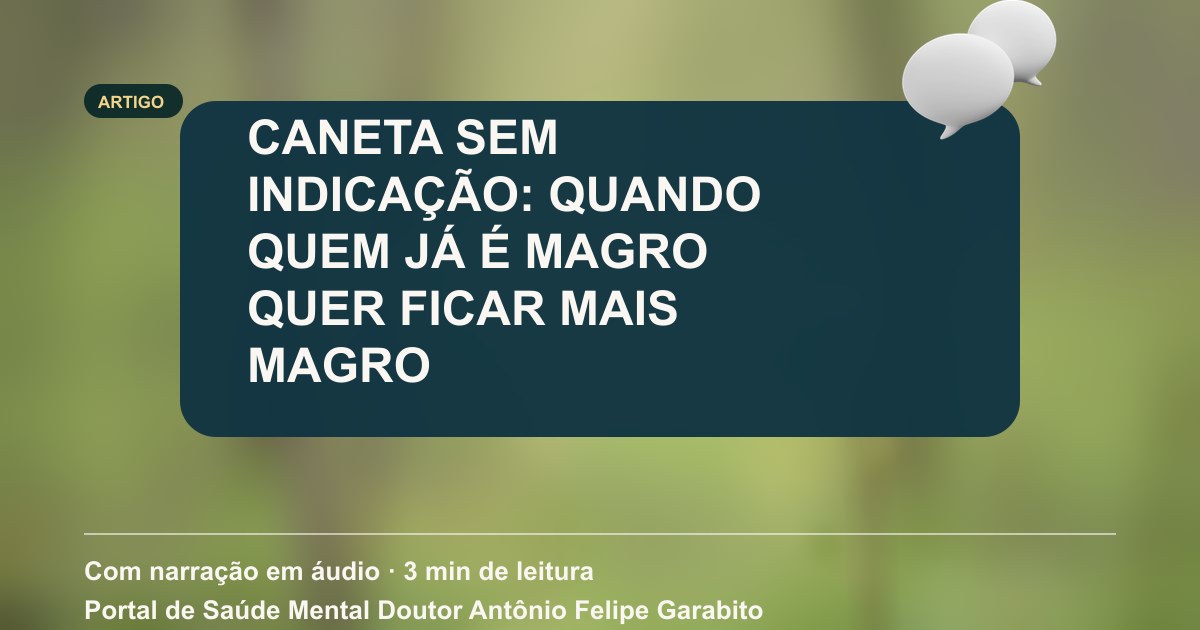 ARTIGO
CANETA SEM
INDICAÇÃO: QUANDO
QUEM JÁ É MAGRO
QUER FICAR MAIS
MAGRO
Com narração em áudio · 3 min de leitura
Portal de Saúde Mental Doutor Antônio Felipe Garabito